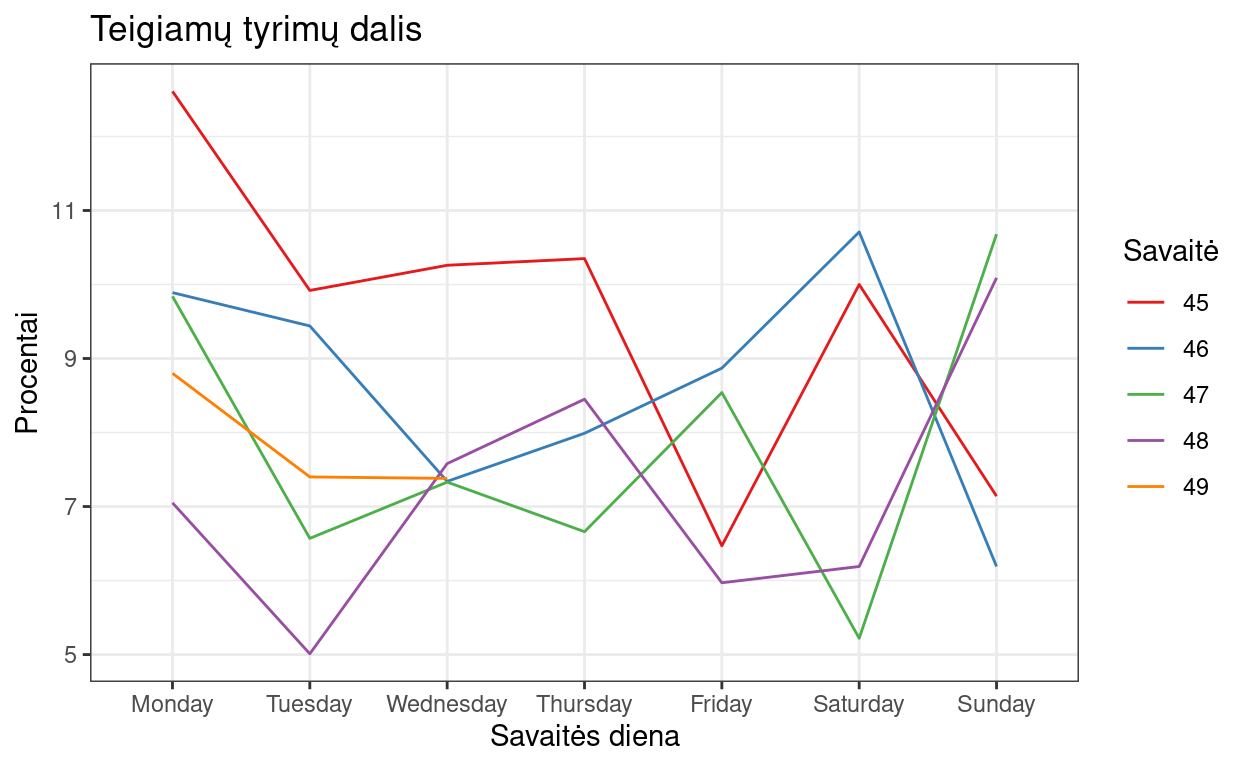 Teigiamų tyrimų dalis
Procentai
11
9
7
5
Monday Tuesday Wednesday Thursday Friday Saturday Sunday
Savaitės diena
Savaitė
45
46
47
48
49